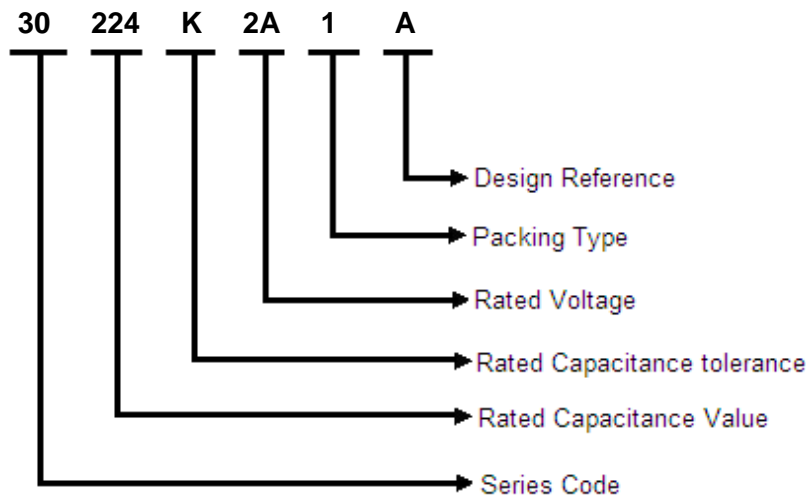 30 224 K 2A 1 A
Design Reference
Packing Type
Rated Voltage
Rated Capacitance tolerance
Rated Capacitance Value
Series Code